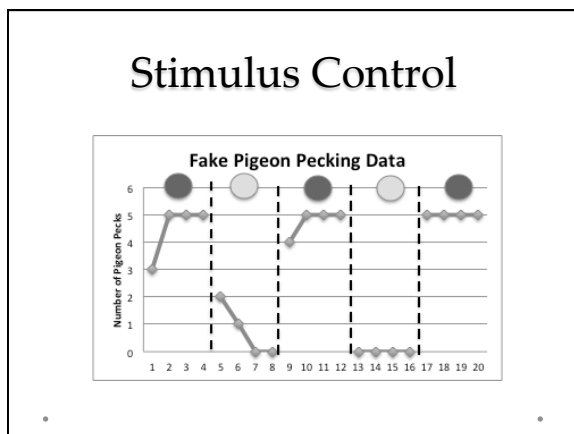 Stimulus Control
Fake Pigeon Pecking Data
Number of Pigeon Pecks
6
5
4
3
2
1
0
1 2 3 4 5 6 7 8 9 10 11 12 13 14 15 16 17 18 19 20